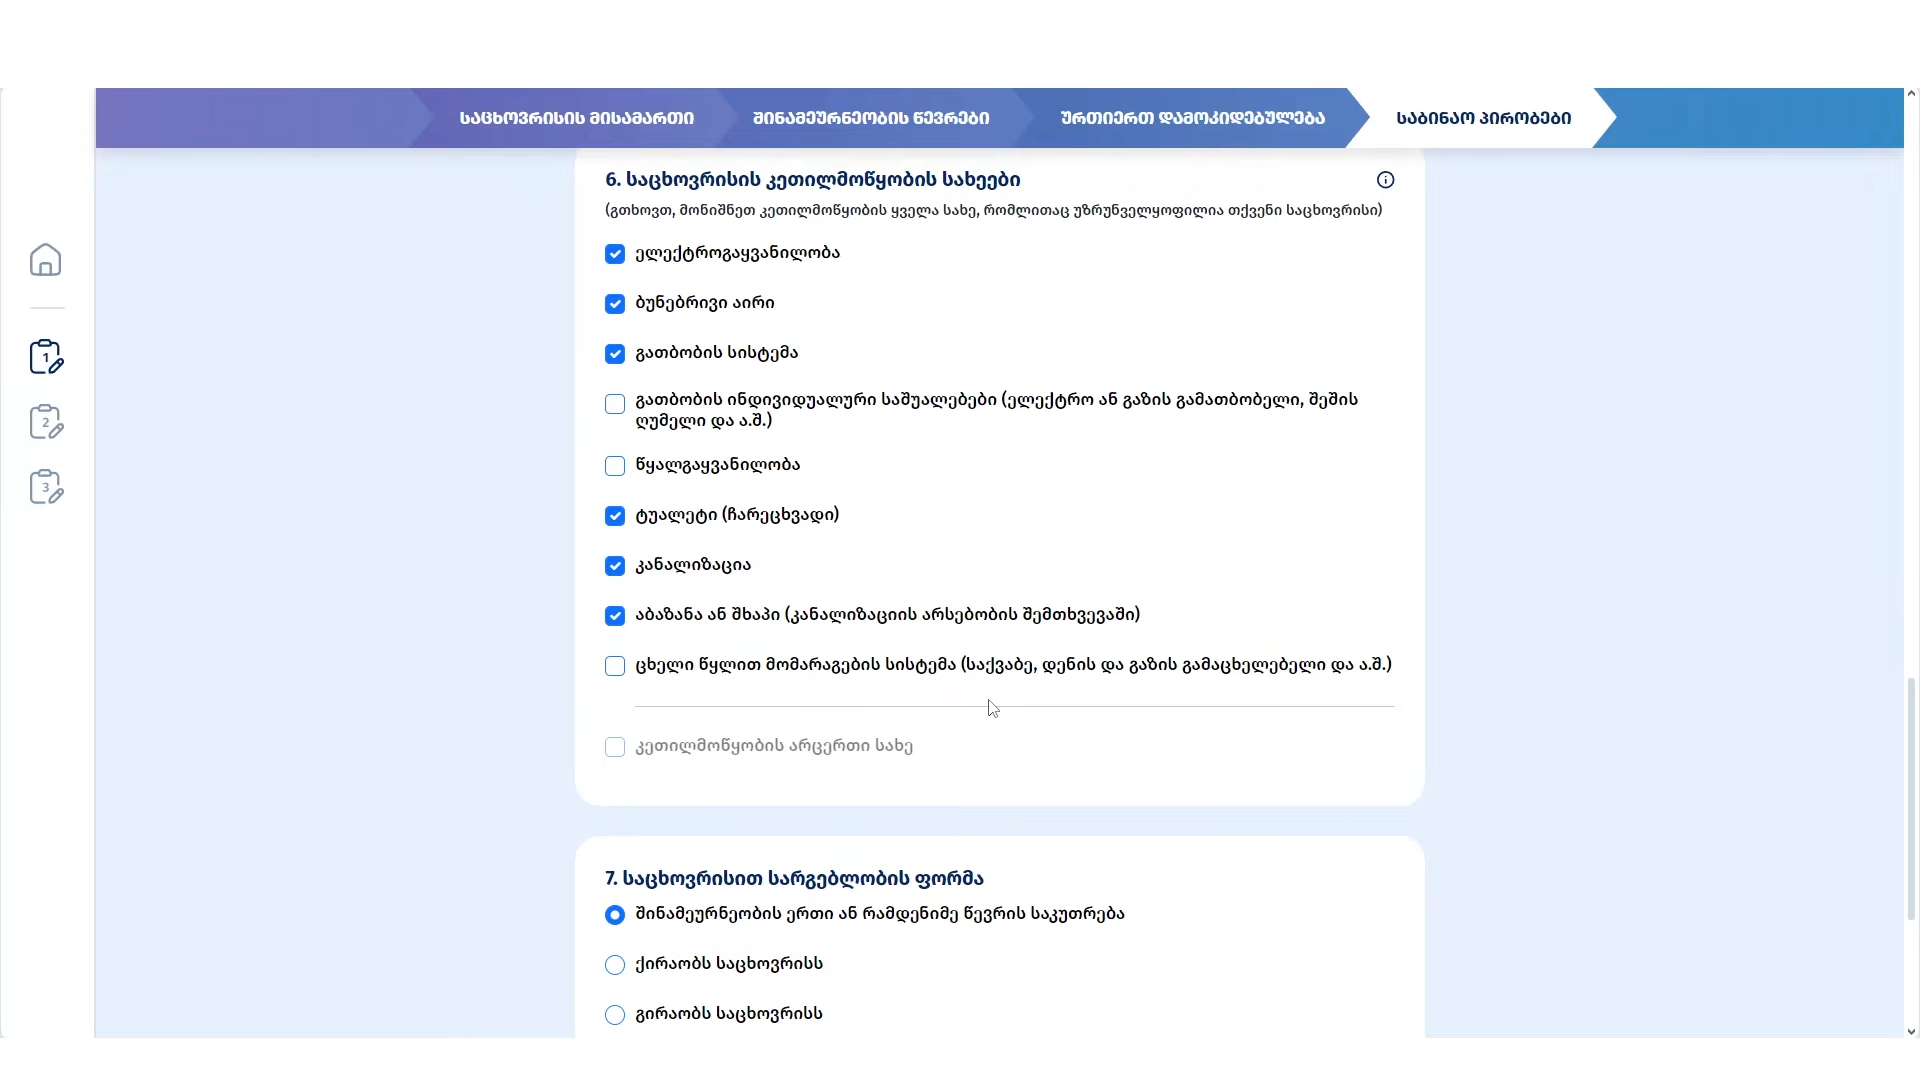 საცხოვრისის მისამართი
შინამეურნეობის წევრები
ურთიერთ დამოკიდებულება
საბინაო პირობები
6. საცხოვრისის კეთილმოწყობის სახეები
(გთხოვთ, მონიშნეთ კეთილმოწყობის ყველა სახე, რომლითაც უზრუნველყოფილია თქვენი საცხოვრისი)
ელექტროგაყვანილობა
ბუნებრივი აირი
გათბობის სისტემა
გათბობის ინდივიდუალური საშუალებები (ელექტრო ან გაზის გამათბობელი, შეშის
ღუმელი და ა.შ.)
წყალგაყვანილობა
ტუალეტი (ჩარეცხვადი)
კანალიზაცია
აბაზანა ან შხაპი (კანალიზაციის არსებობის შემთხვევაში)
ცხელი წყლით მომარაგების სისტემა (საქვაბე, დენის და გაზის გამაცხელებელი და ა.შ.)
კეთილმოწყობის არცერთი სახე
7. საცხოვრისით სარგებლობის ფორმა
შინამეურნეობის ერთი ან რამდენიმე წევრის საკუთრება
ქირაობს საცხოვრისს
გირაობს საცხოვრისს
1
2
3